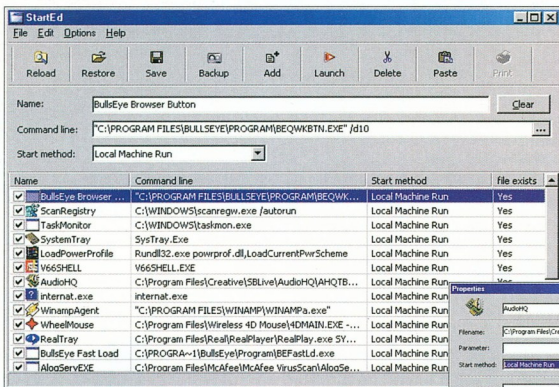 StartEd
File Edit Options Help
Reload Restore Save Backup Add Launch Delete Paste Print
Name: BullsEye Browser Button Clear
Command line: "C:\PROGRAM FILES\BULLSEYE\PROGRAM\BEQWKBTN.EXE" /d10 ...
Start method: Local Machine Run
Name Command line Start method file exists
BullsEye Browser ... "C:\PROGRAM FILES\BULLSEYE\PROGRAM\BEQWK... Local Machine Run Yes
ScanRegistry C:\WINDOWS\scanregw.exe /autorun Local Machine Run Yes
TaskMonitor C:\WINDOWS\taskmon.exe Local Machine Run Yes
SystemTray SysTray.Exe Local Machine Run Yes
LoadPowerProfile Rundll32.exe powrprof.dll,LoadCurrentPwrScheme Local Machine Run Yes
V66SHELL V66SHELL.EXE Local Machine Run Yes
AudioHQ C:\Program Files\Creative\SBLive\AudioHQ\AHQTB... Local Machine Run
internat.exe internat.exe Local Machine Run
WinampAgent "C:\PROGRAM FILES\WINAMP\WINAMPa.exe" Local Machine Run
WheelMouse C:\Program Files\Wireless 4D Mouse\4DMAIN.EXE -... Local Machine Run
RealTray C:\Program Files\Real\RealPlayer\RealPlay.exe SY... Local Machine Run
BullsEye Fast Load C:\PROGRA~1\BullsEye\Program\BEFastLd.exe Local Machine Run
AlogServEXE C:\Program Files\McAfee\McAfee VirusScan\AlogSe... Local Machine Run
Properties
AudioHQ
Filename: C:\Program Files\Cre
Parameter:
Start method: Local Machine Run